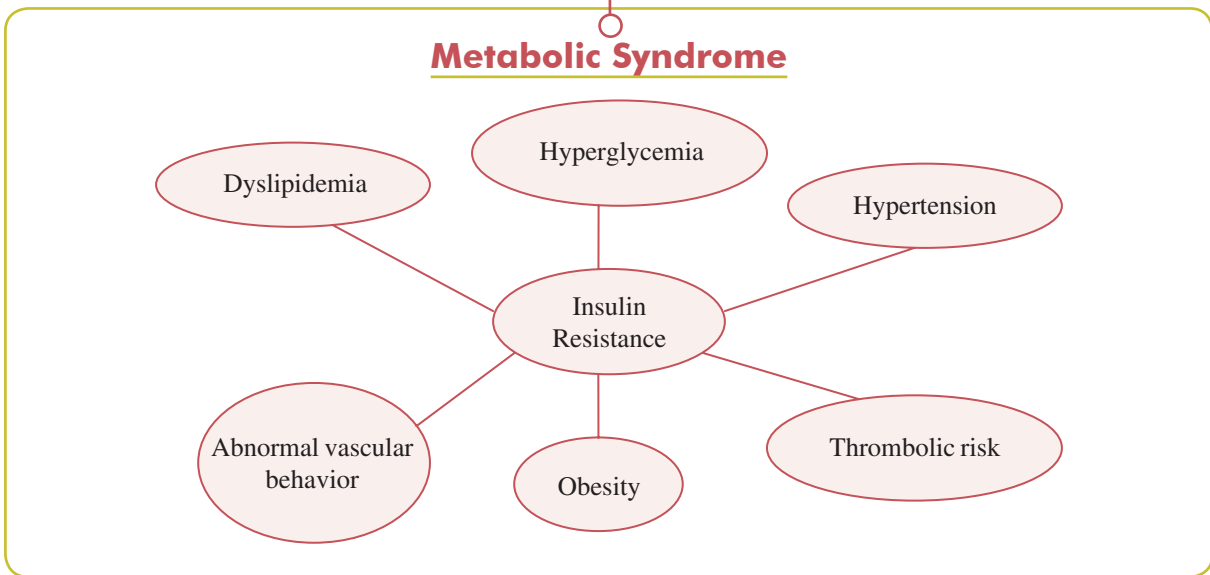 Metabolic Syndrome
Hyperglycemia
Dyslipidemia
Hypertension
Insulin
Resistance
Abnormal vascular
behavior
Obesity
Thrombolic risk